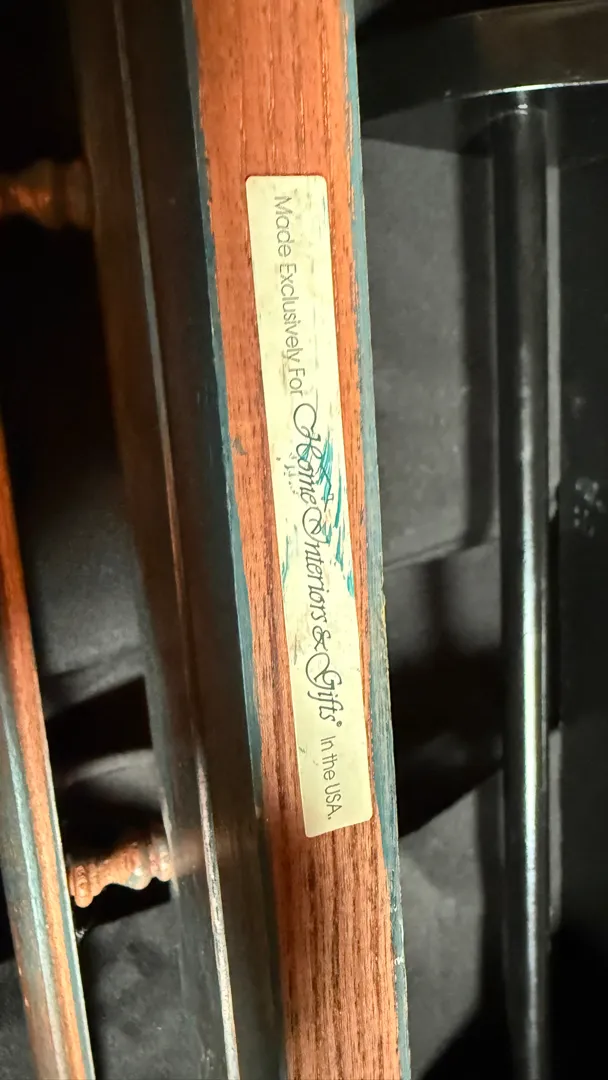 Made Exclusively For Home Interiors & Gifts® In the USA.